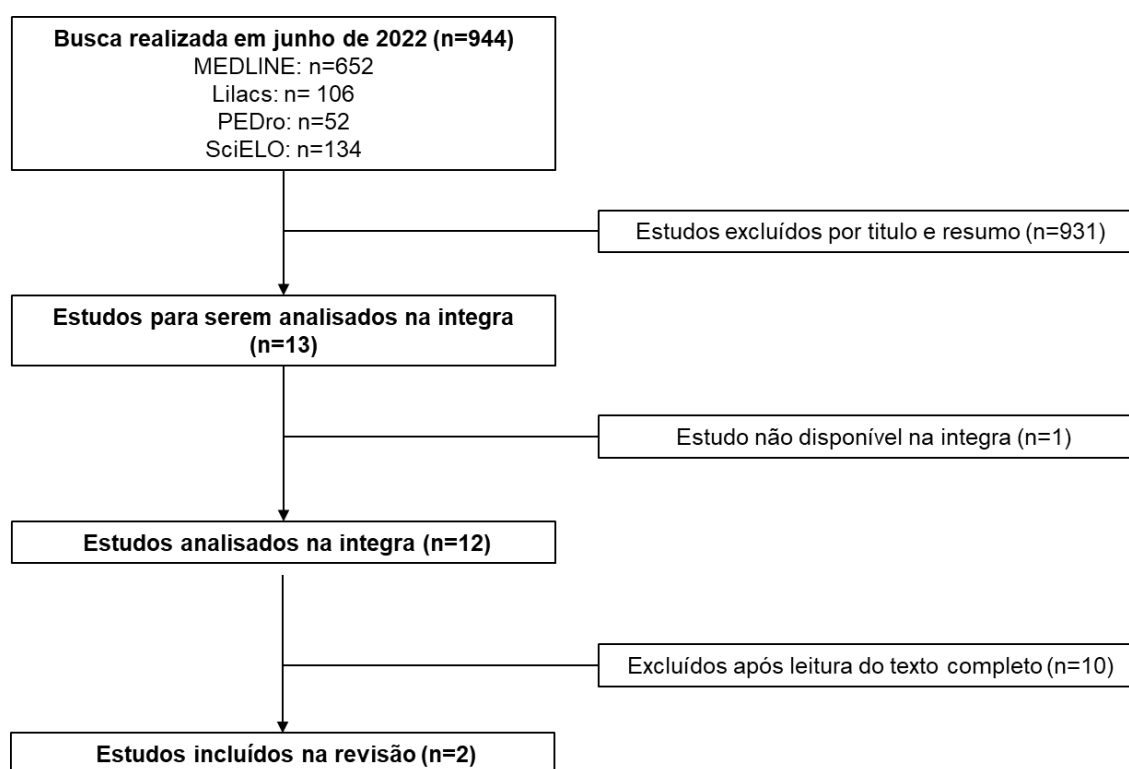 Busca realizada em junho de 2022 (n=944)
MEDLINE: n=652
Lilacs: n= 106
PEDro: n=52
SciELO: n=134
Estudos excluídos por titulo e resumo (n=931)
Estudos para serem analisados na integra
(n=13)
Estudo não disponível na integra (n=1)
Estudos analisados na integra (n=12)
Excluídos após leitura do texto completo (n=10)
Estudos incluídos na revisão (n=2)